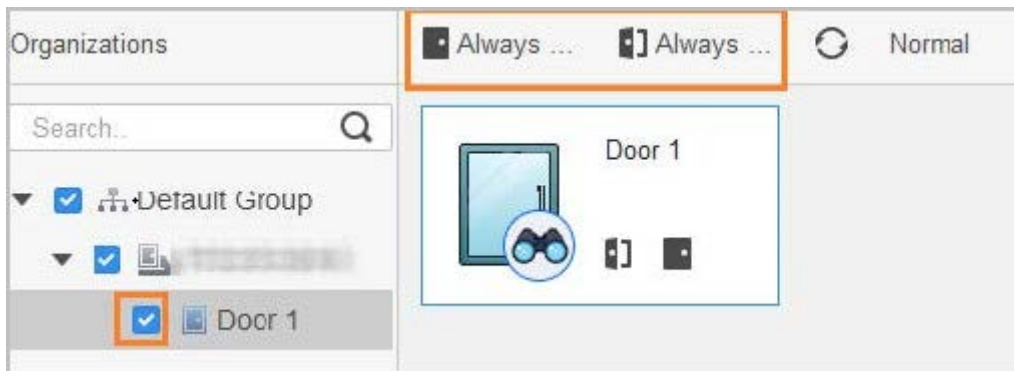 Organizations
Always ... Always ... Normal
Search..
Door 1
Default Group
Door 1